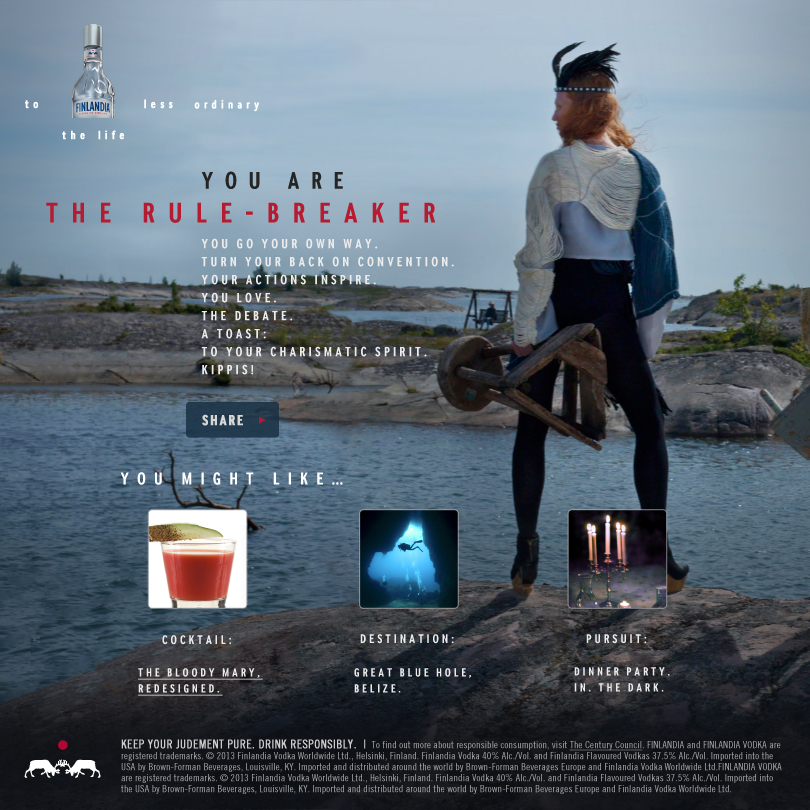 to FINLANDIA less ordinary
the life
YOU ARE
THE RULE-BREAKER
YOU GO YOUR OWN WAY.
TURN YOUR BACK ON CONVENTION.
YOUR ACTIONS INSPIRE.
YOU LOVE.
THE DEBATE.
A TOAST:
TO YOUR CHARISMATIC SPIRIT.
KIPPIS!
SHARE
YOU MIGHT LIKE...
COCKTAIL:
THE BLOODY MARY,
REDESIGNED.
DESTINATION:
GREAT BLUE HOLE,
BELIZE.
PURSUIT:
DINNER PARTY.
IN. THE DARK.
KEEP YOUR JUDEMENT PURE. DRINK RESPONSIBLY. | To find out more about responsible consumption, visit The Century Council. FINLANDIA and FINLANDIA VODKA are
registered trademarks. © 2013 Finlandia Vodka Worldwide Ltd., Helsinki, Finland. Finlandia Vodka 40% Alc./Vol. and Finlandia Flavoured Vodkas 37.5% Alc./Vol. Imported into the
USA by Brown-Forman Beverages, Louisville, KY. Imported and distributed around the world by Brown-Forman Beverages Europe and Finlandia Vodka Worldwide Ltd.FINLANDIA VODKA
are registered trademarks. © 2013 Finlandia Vodka Worldwide Ltd., Helsinki, Finland. Finlandia Vodka 40% Alc./Vol. and Finlandia Flavoured Vodkas 37.5% Alc./Vol. Imported into
the USA by Brown-Forman Beverages, Louisville, KY. Imported and distributed around the world by Brown-Forman Beverages Europe and Finlandia Vodka Worldwide Ltd.